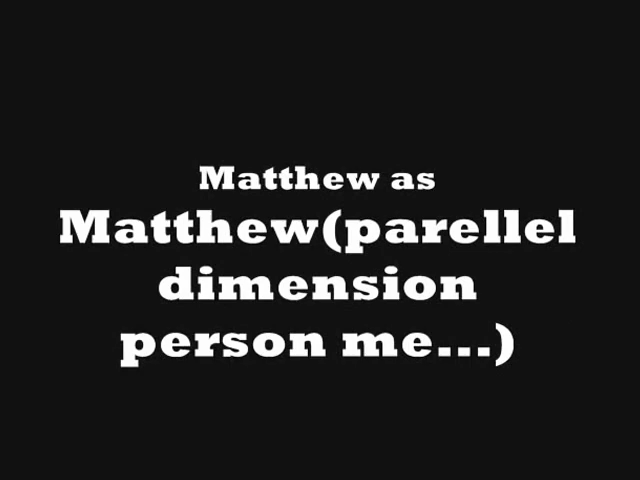 Matthew as
Matthew(parellel
dimension
person me...)